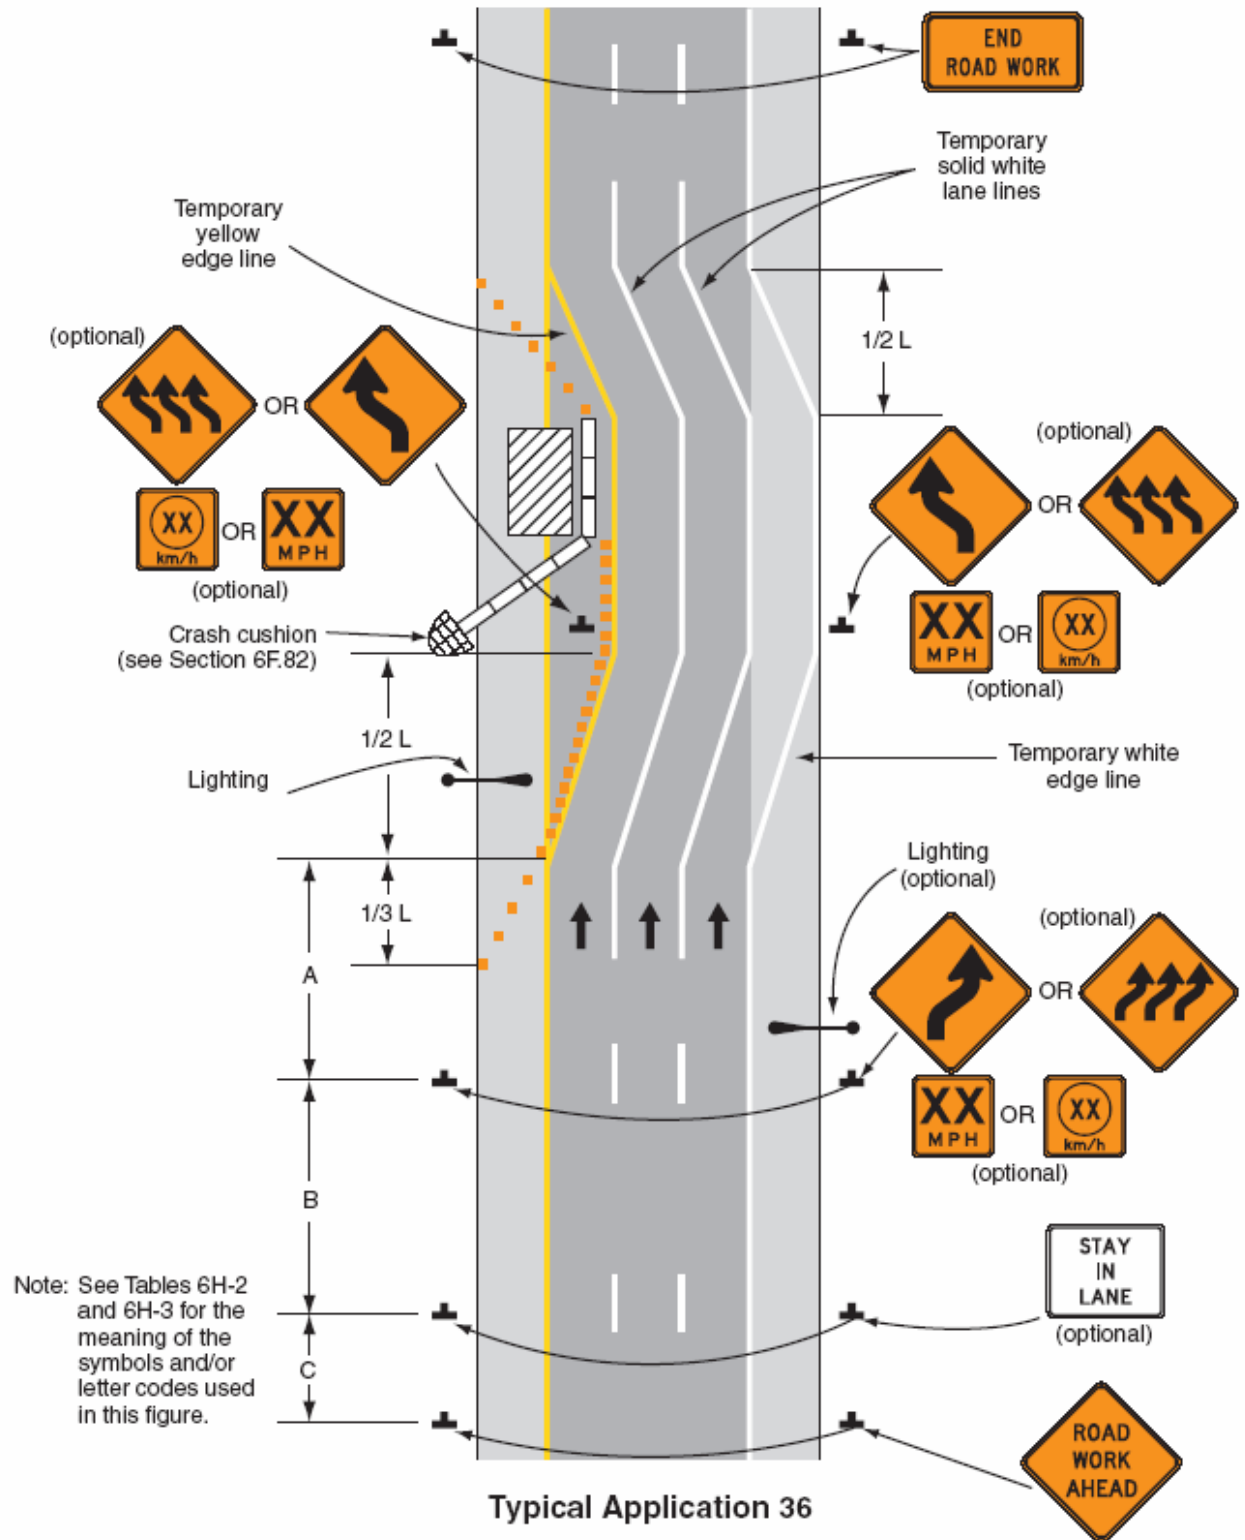 END
ROAD WORK
Temporary
solid white
lane lines
Temporary
yellow
edge line
(optional)
OR
XX
km/h
OR
XX
MPH
(optional)
1/2 L
(optional)
OR
XX
MPH
OR
XX
km/h
(optional)
Crash cushion
(see Section 6F.82)
1/2 L
Lighting
Temporary white
edge line
Lighting
(optional)
1/3 L
A
(optional)
OR
XX
MPH
OR
XX
km/h
(optional)
B
STAY
IN
LANE
(optional)
Note: See Tables 6H-2
and 6H-3 for the
meaning of the
symbols and/or
letter codes used
in this figure.
C
ROAD
WORK
AHEAD
Typical Application 36